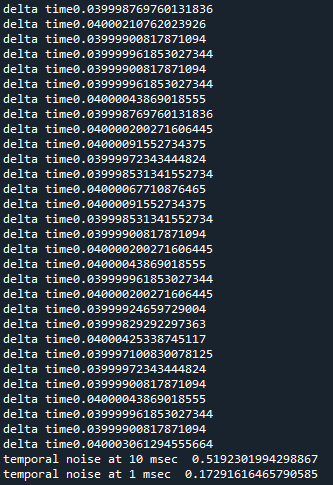 delta time0.039998769760131836
delta time0.04000210762023926
delta time0.03999900817871094
delta time0.039999961853027344
delta time0.03999900817871094
delta time0.039999961853027344
delta time0.04000043869018555
delta time0.039998769760131836
delta time0.040000200271606445
delta time0.04000091552734375
delta time0.03999972343444824
delta time0.039998531341552734
delta time0.04000067710876465
delta time0.04000091552734375
delta time0.039998531341552734
delta time0.03999900817871094
delta time0.040000200271606445
delta time0.04000043869018555
delta time0.039999961853027344
delta time0.040000200271606445
delta time0.03999924659729004
delta time0.03999829292297363
delta time0.04000425338745117
delta time0.039997100830078125
delta time0.03999972343444824
delta time0.03999900817871094
delta time0.04000043869018555
delta time0.039999961853027344
delta time0.03999900817871094
delta time0.040003061294555664
temporal noise at 10 msec  0.5192301994298867
temporal noise at 1 msec  0.17291616465790585